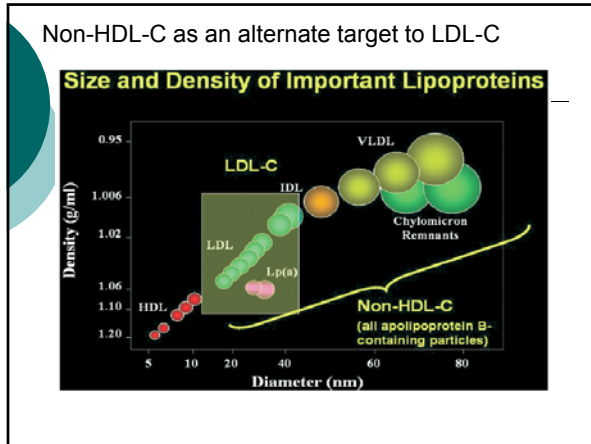 Non-HDL-C as an alternate target to LDL-C
Size and Density of Important Lipoproteins
Density (g/ml)
0.95
1.006
1.02
1.06
1.10
1.20
LDL-C
VLDL
IDL
Chylomicron
Remnants
LDL
Lp(a)
HDL
Non-HDL-C
(all apolipoprotein B-
containing particles)
5
10
20
40
60
80
Diameter (nm)